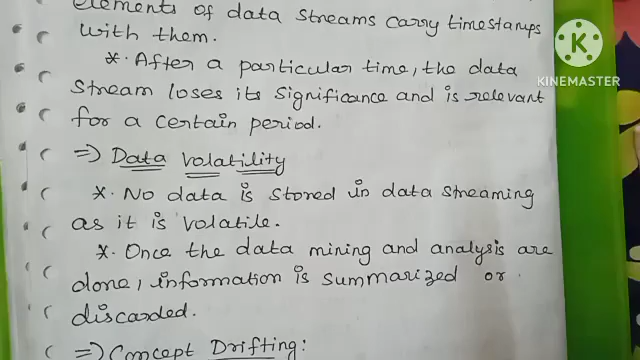 elements of data streams carry timestamps
with them.
*. After a particular time, the data
stream loses its significance and is relevant
for a certain period.
=> Data Volatility
*. No data is stored in data streaming
as it is volatile.
*. Once the data mining and analysis are
done, information is summarized or
discarded.
=> Concept Drifting:
K
KINEMASTER